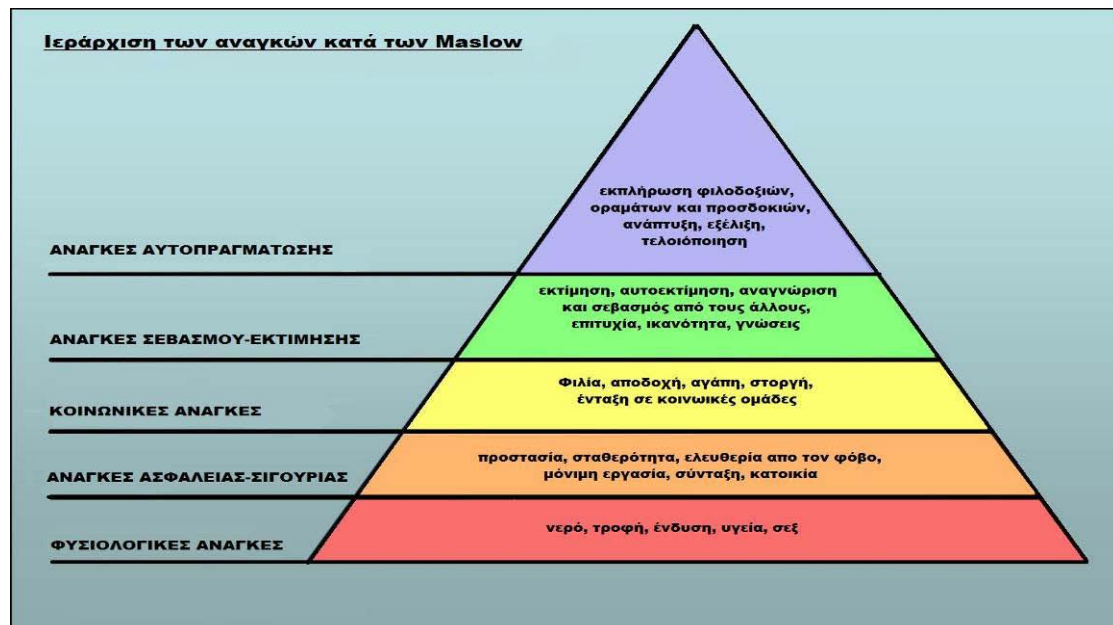 Ιεράρχιση των αναγκών κατά των Maslow
εκπλήρωση φιλοδοξιών,
οραμάτων και προσδοκιών,
ανάπτυξη, εξέλιξη,
τελοιόποιηση
ΑΝΑΓΚΕΣ ΑΥΤΟΠΡΑΓΜΑΤΩΣΗΣ
εκτίμηση, αυτοεκτίμηση, αναγνώριση
και σεβασμός από τους άλλους,
επιτυχία, ικανότητα, γνώσεις
ΑΝΑΓΚΕΣ ΣΕΒΑΣΜΟΥ-ΕΚΤΙΜΗΣΗΣ
Φιλία, αποδοχή, αγάπη, στοργή,
ένταξη σε κοινωικές ομάδες
ΚΟΙΝΩΝΙΚΕΣ ΑΝΑΓΚΕΣ
προστασία, σταθερότητα, ελευθερία απο τον φόβο,
μόνιμη εργασία, σύνταξη, κατοικία
ΑΝΑΓΚΕΣ ΑΣΦΑΛΕΙΑΣ-ΣΙΓΟΥΡΙΑΣ
νερό, τροφή, ένδυση, υγεία, σεξ
ΦΥΣΙΟΛΟΓΙΚΕΣ ΑΝΑΓΚΕΣ